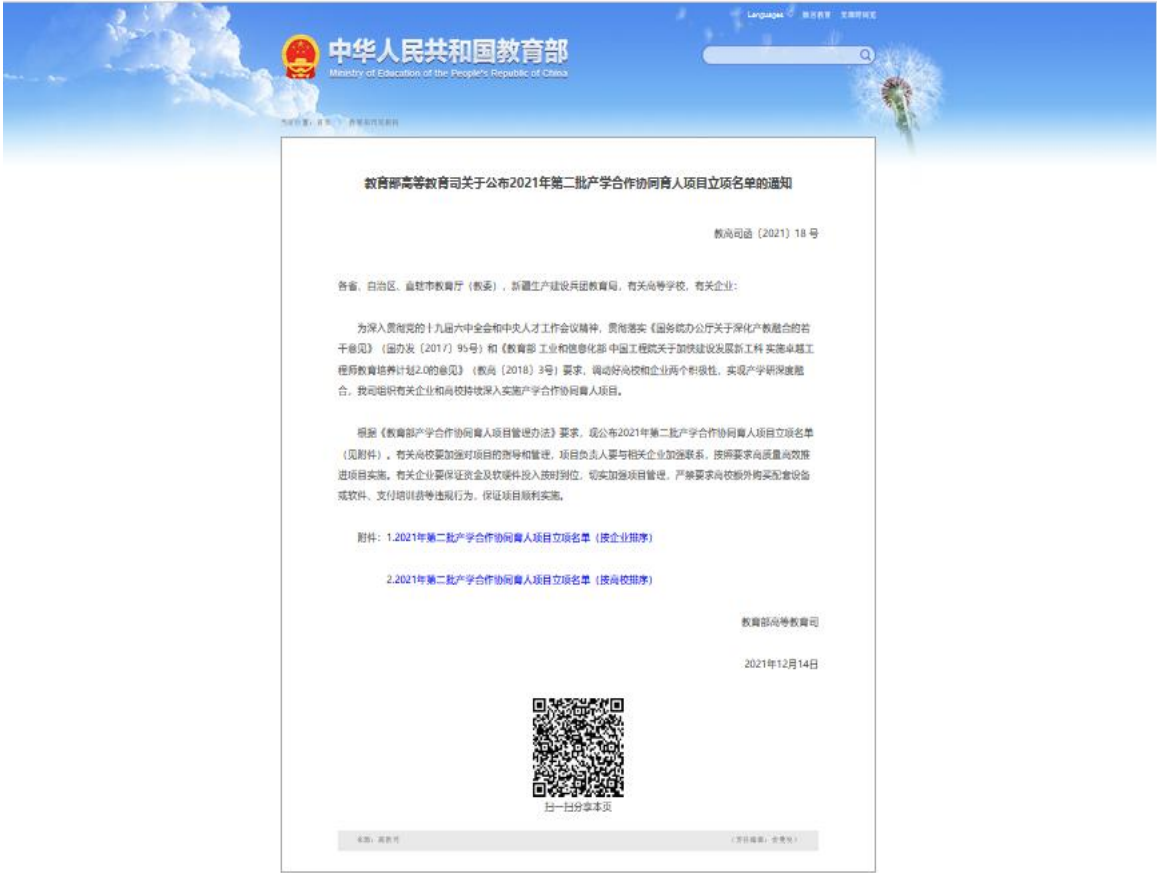 Languages
中华人民共和国教育部
Ministry of Education of the People's Republic of China
教育部高等教育司关于公布2021年第二批产学合作协同育人项目立项名单的通知
教高司函〔2021〕18号
各省、自治区、直辖市教育厅（教委），新疆生产建设兵团教育局，有关高等学校，有关企业：
为深入贯彻党的十九届六中全会和中央人才工作会议精神，贯彻落实《国务院办公厅关于深化产教融合的若
干意见》（国办发〔2017〕95号）和《教育部 工业和信息化部 中国工程院关于加快建设发展新工科 实施卓越工
程师教育培养计划2.0的意见》（教高〔2018〕3号）要求，调动好高校和企业两个积极性，实现产学研深度融
合，我司组织有关企业和高校持续深入实施产学合作协同育人项目。
根据《教育部产学合作协同育人项目管理办法》要求，现公布2021年第二批产学合作协同育人项目立项名单
（见附件）。有关高校要加强对项目的指导和管理，项目负责人要与相关企业加强联系，按照要求高质量高效推
进项目实施。有关企业要保证资金及软硬件投入按时到位，切实加强项目管理，严禁要求高校额外购买配套设备
或软件、支付培训费等违规行为，保证项目顺利实施。
附件：1.2021年第二批产学合作协同育人项目立项名单（按企业排序）
2.2021年第二批产学合作协同育人项目立项名单（按高校排序）
教育部高等教育司
2021年12月14日
扫一扫分享本页